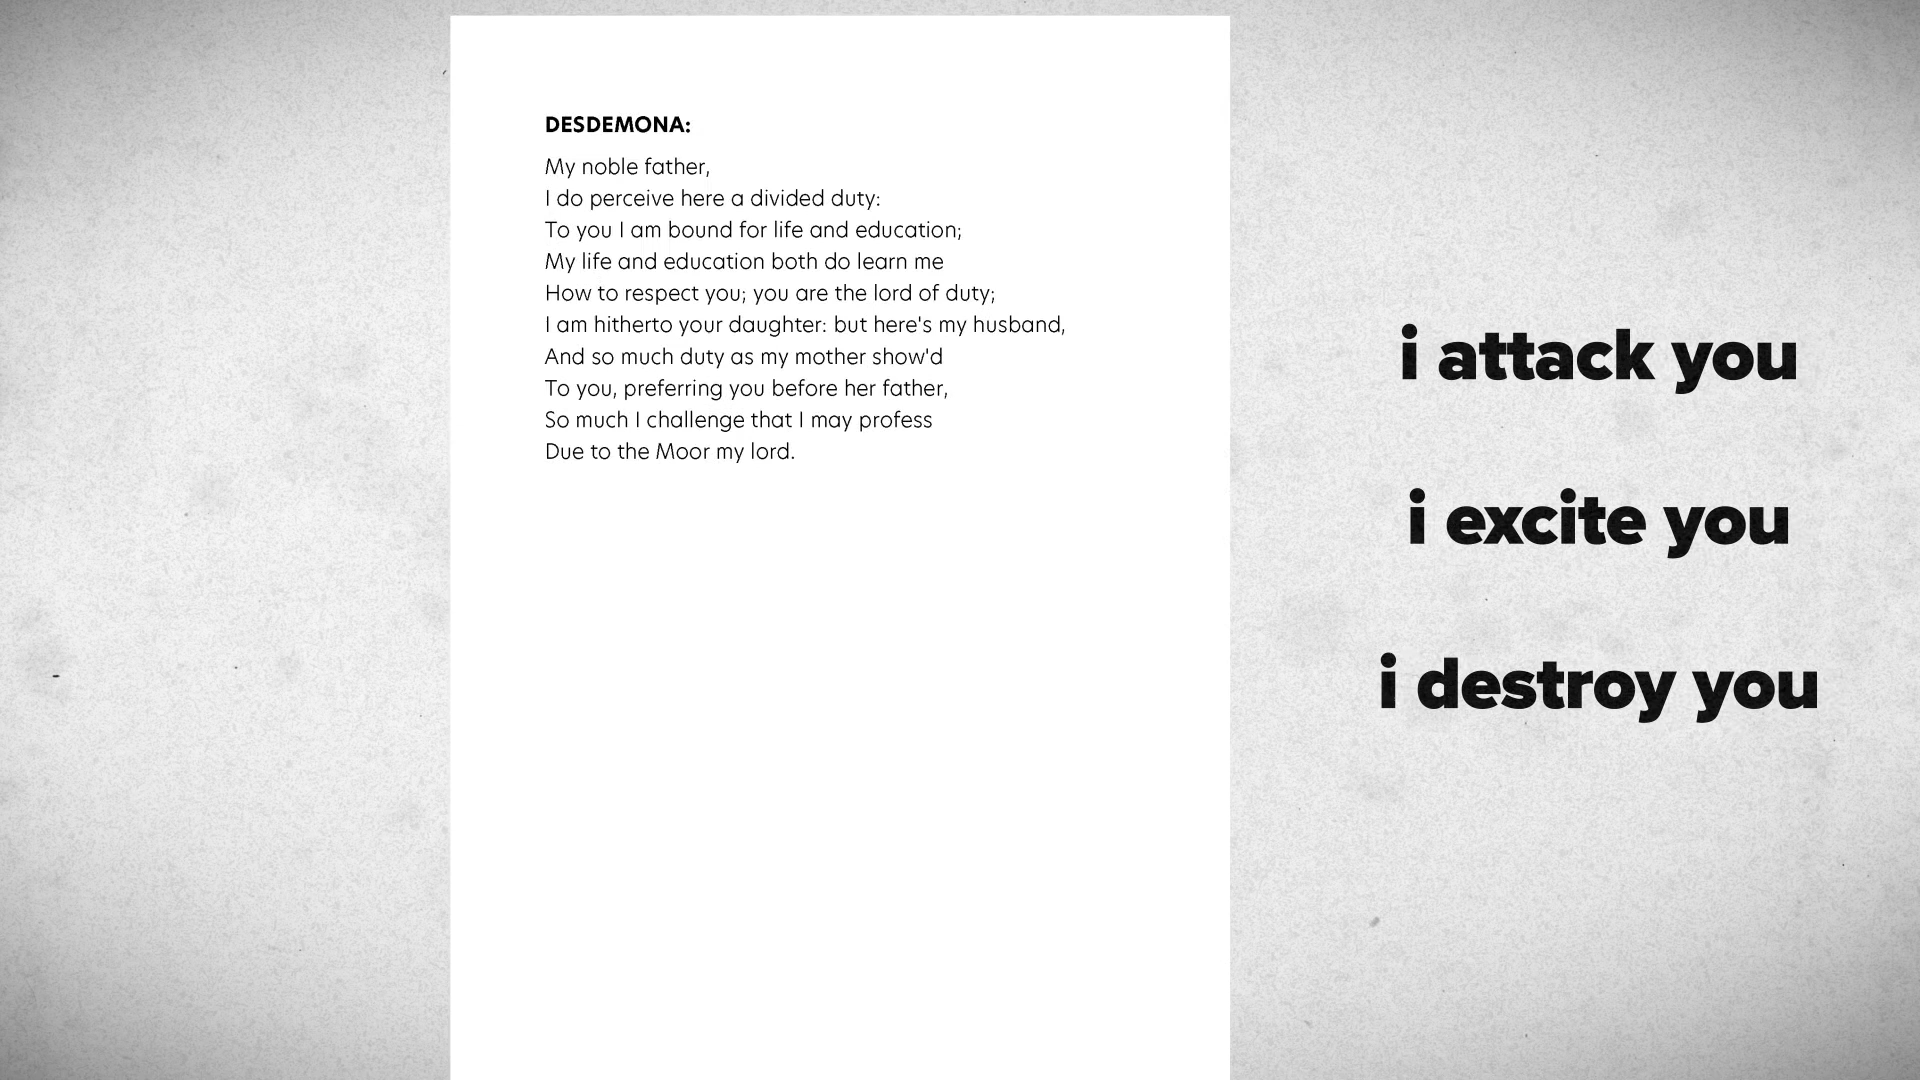 DESDEMONA:
My noble father,
I do perceive here a divided duty:
To you I am bound for life and education;
My life and education both do learn me
How to respect you; you are the lord of duty;
I am hitherto your daughter: but here's my husband,
And so much duty as my mother show'd
To you, preferring you before her father,
So much I challenge that I may profess
Due to the Moor my lord.
i attack you
i excite you
i destroy you